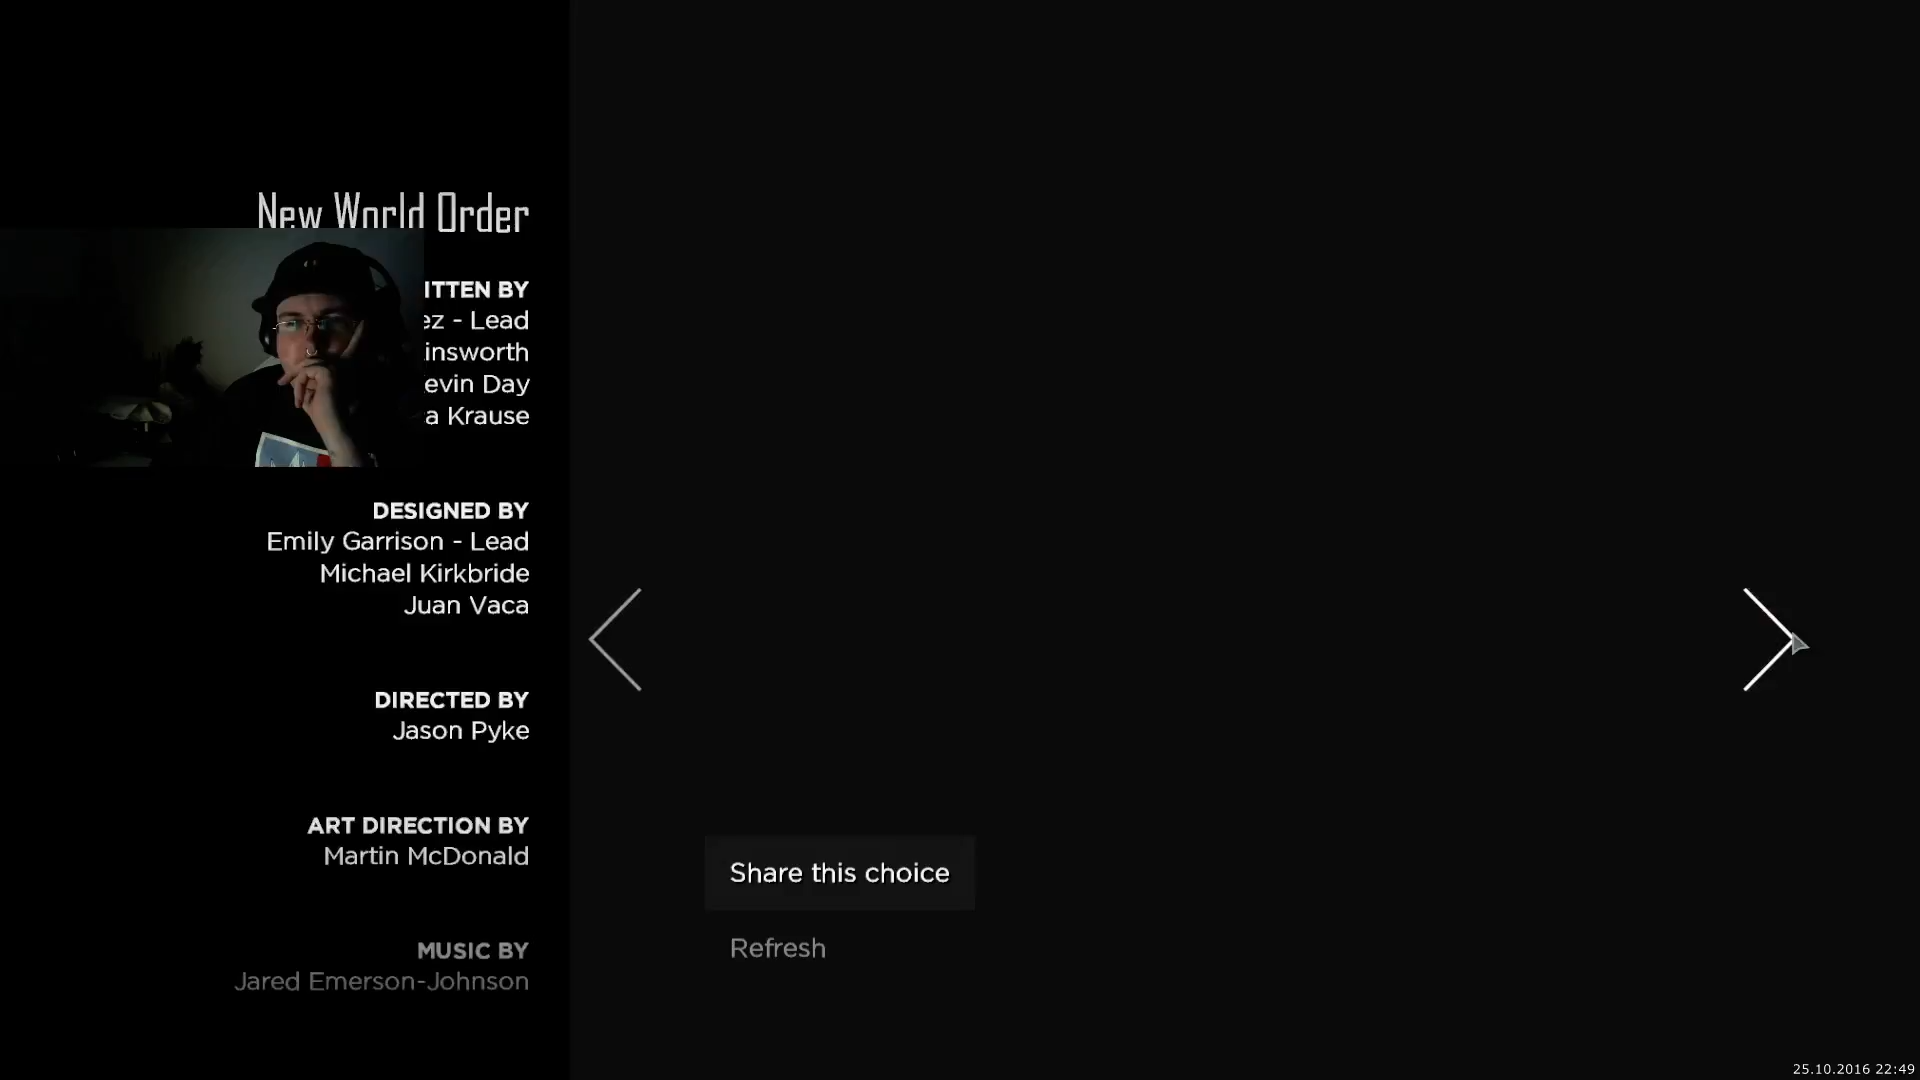 New World Order
ITTEN BY
ez - Lead
insworth
evin Day
a Krause
DESIGNED BY
Emily Garrison - Lead
Michael Kirkbride
Juan Vaca
DIRECTED BY
Jason Pyke
ART DIRECTION BY
Martin McDonald
MUSIC BY
Jared Emerson-Johnson
Share this choice
Refresh
25.10.2016 22:49